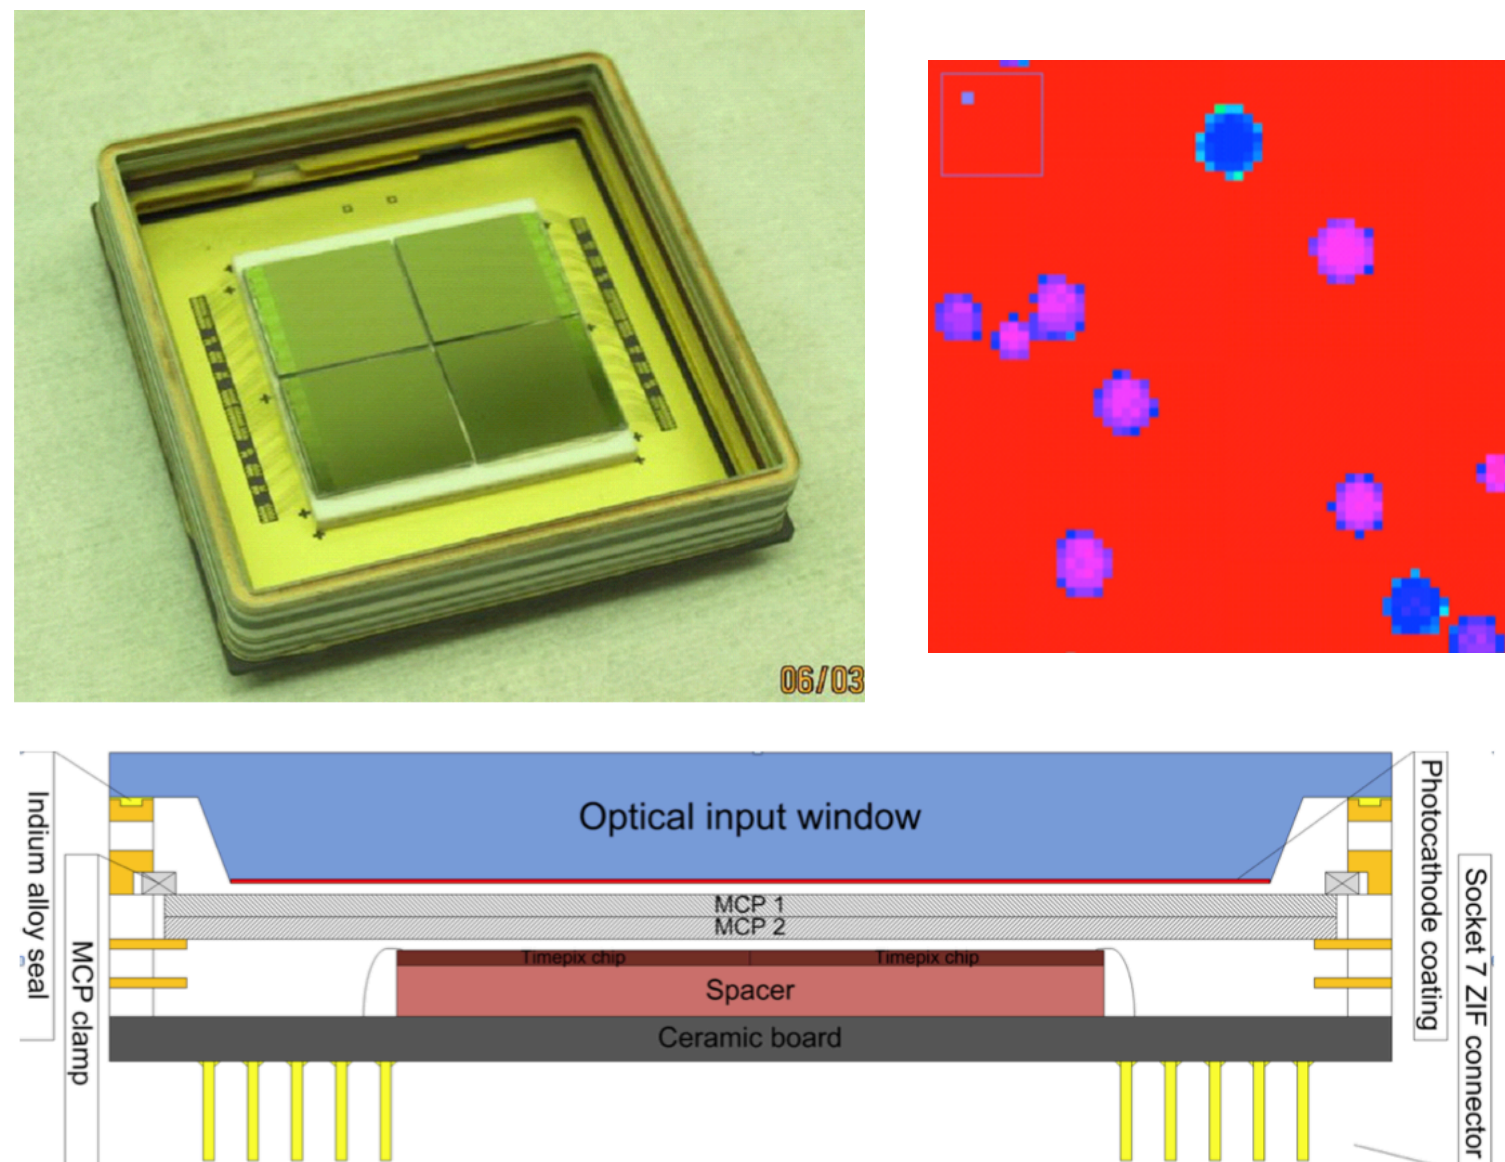 06/03
Optical input window
MCP 1
MCP 2
Timepix chip
Timepix chip
Spacer
Ceramic board
Indium alloy seal
MCP clamp
Photocathode coating
Socket 7 ZIF connector